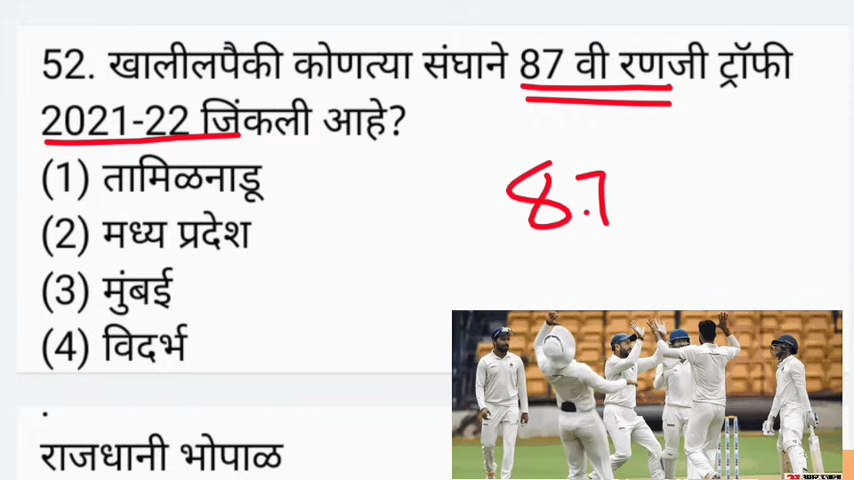 52. खालीलपैकी कोणत्या संघाने 87 वी रणजी ट्रॉफी
2021-22 जिंकली आहे?
(1) तामिळनाडू
(2) मध्य प्रदेश
(3) मुंबई
(4) विदर्भ
87
राजधानी भोपाळ